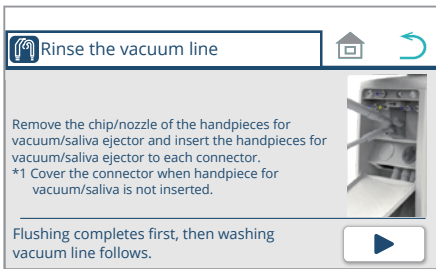 Rinse the vacuum line
Remove the chip/nozzle of the handpieces for
vacuum/saliva ejector and insert the handpieces for
vacuum/saliva ejector to each connector.
*1 Cover the connector when handpiece for
vacuum/saliva is not inserted.
Flushing completes first, then washing
vacuum line follows.